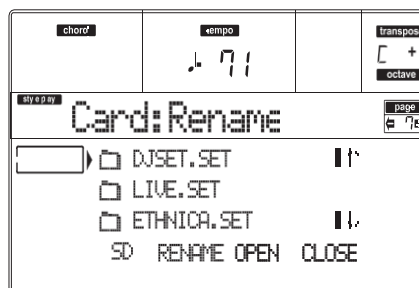 chord tempo transpos
♩= 71 C +
octave
style play page
Card:Rename
DJSET.SET
LIVE.SET
ETHNICA.SET
SD RENAME OPEN CLOSE